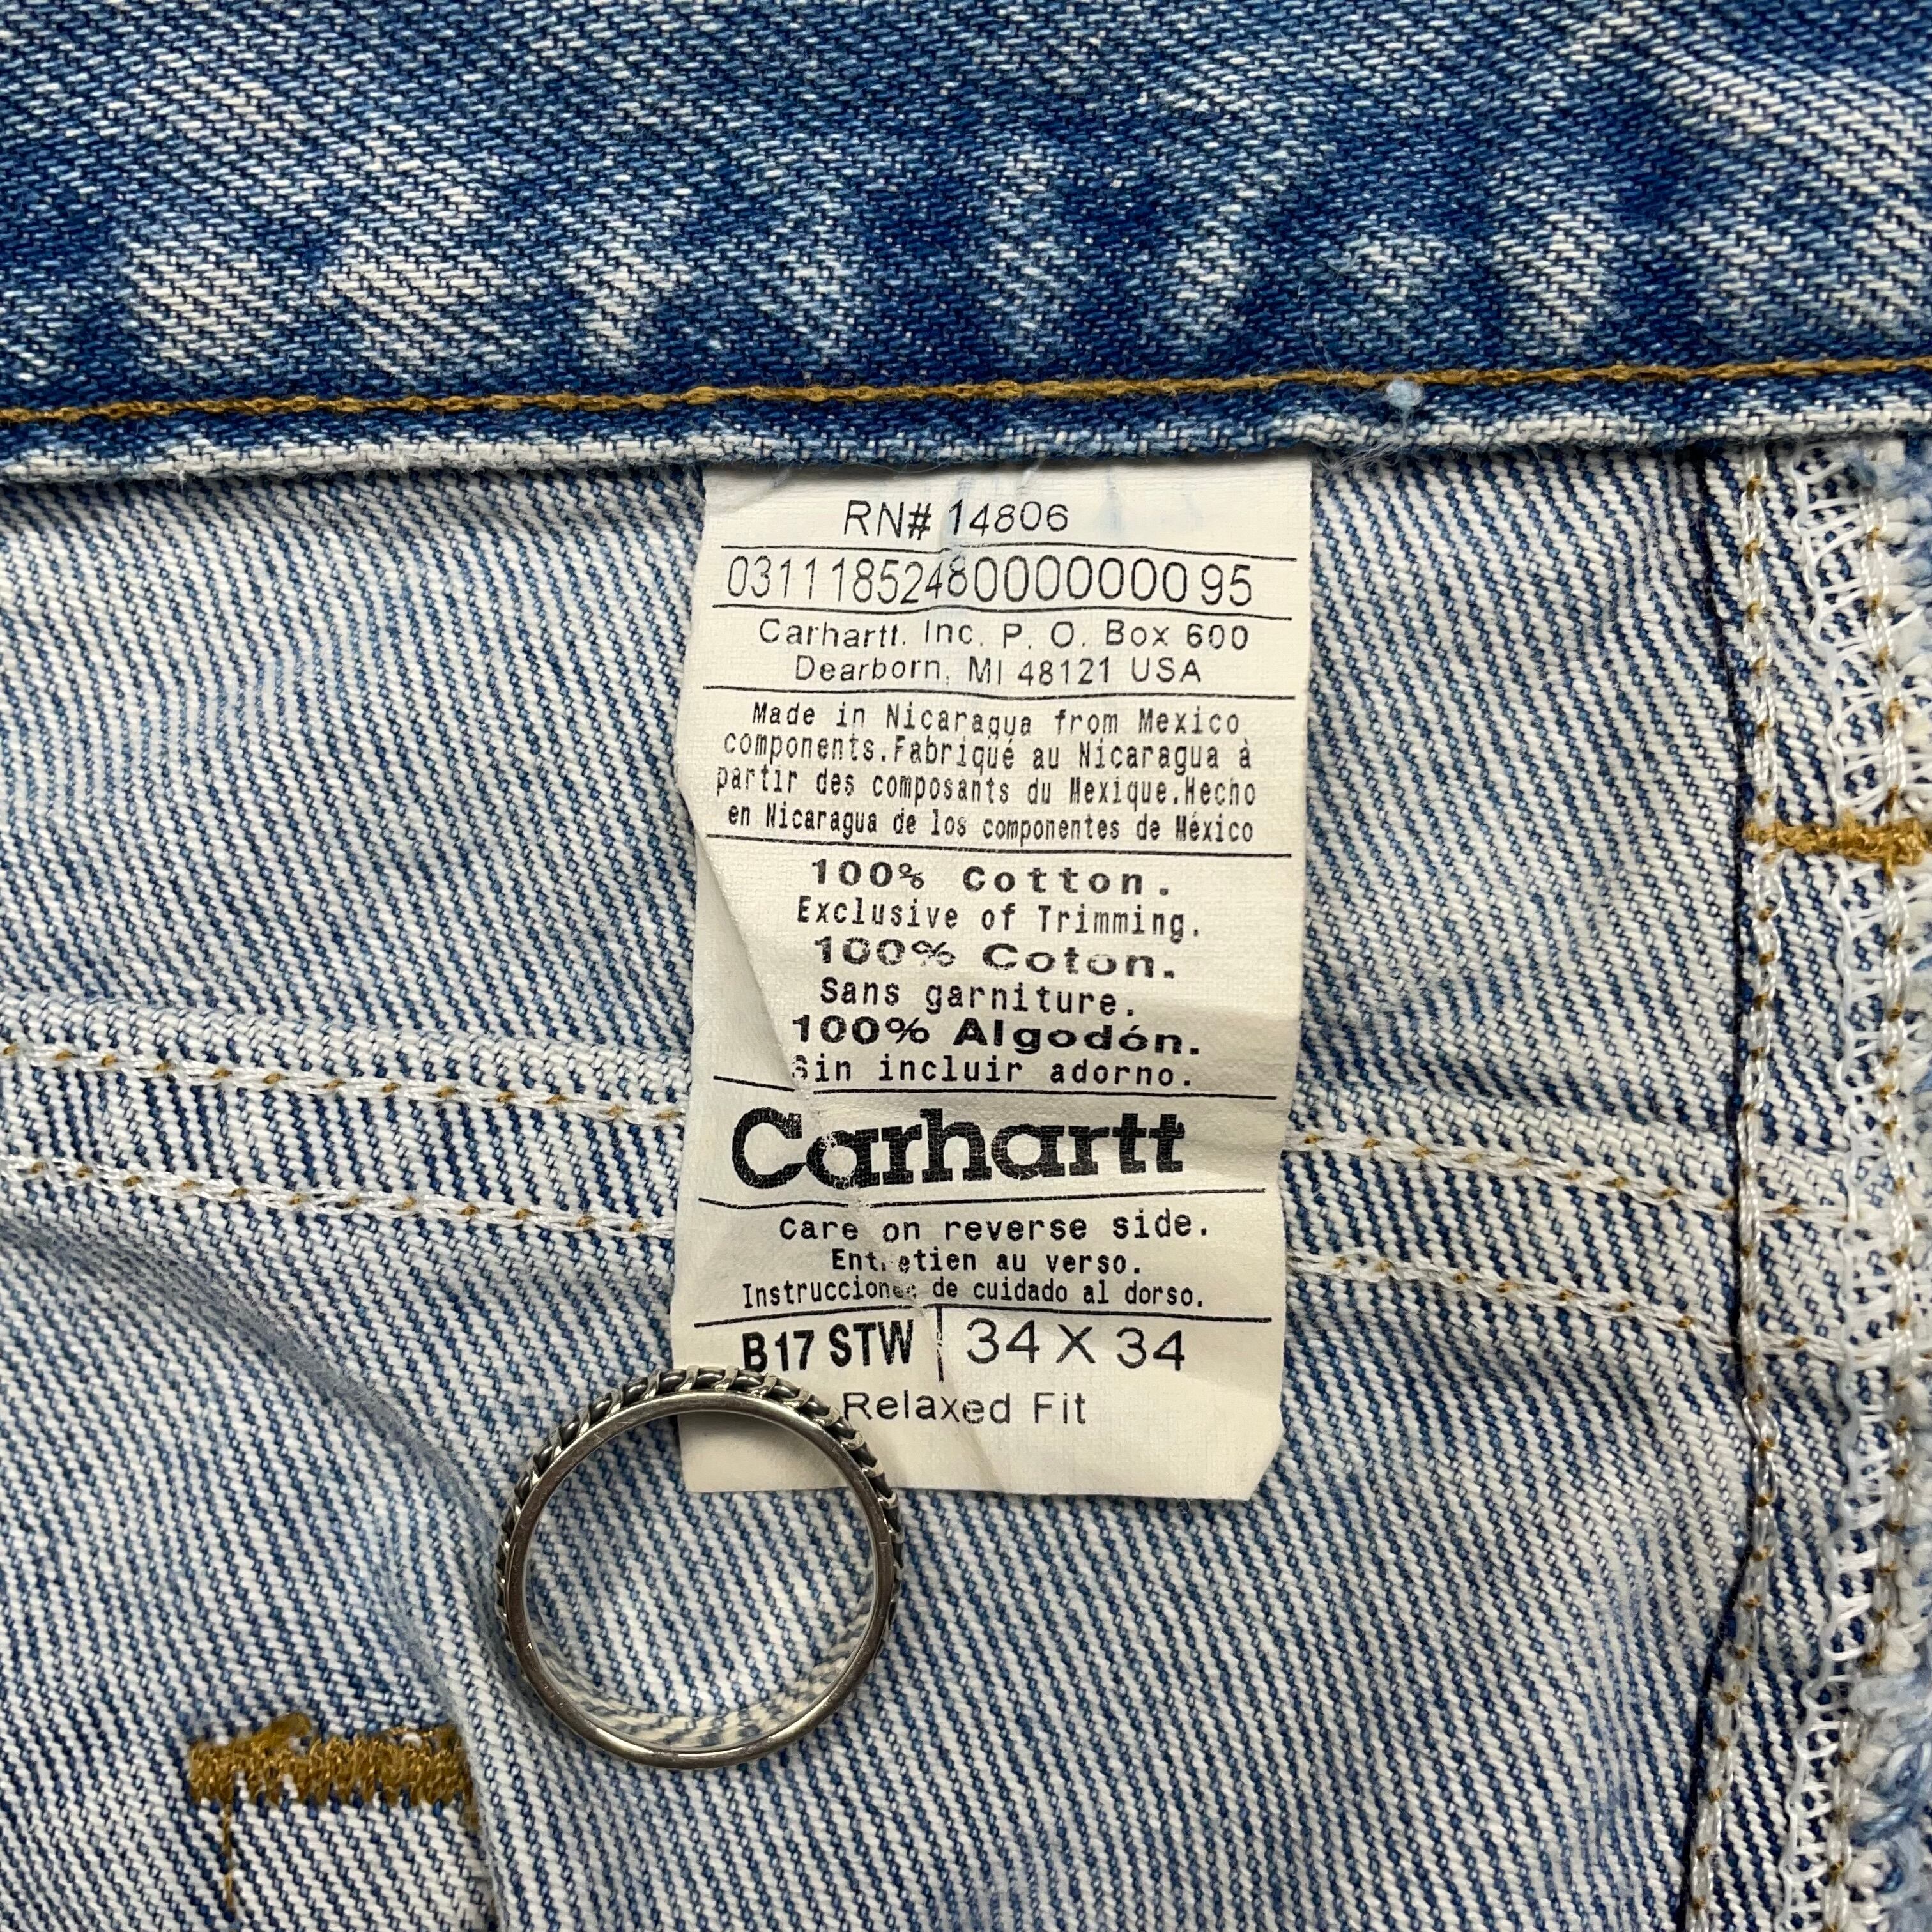 RN# 14806
0311185248000000095
Carhartt. Inc. P. O. Box 600
Dearborn, MI 48121 USA
Made in Nicaragua from Mexico
components.Fabriqué au Nicaragua à
partir des composants du Mexique.Hecho
en Nicaragua de los componentes de México
100% Cotton.
Exclusive of Trimming.
100% Coton.
Sans garniture.
100% Algodón.
Sin incluir adorno.
Carhartt
Care on reverse side.
Entretien au verso.
Instrucciones de cuidado al dorso.
B17 STW 34 X 34
Relaxed Fit